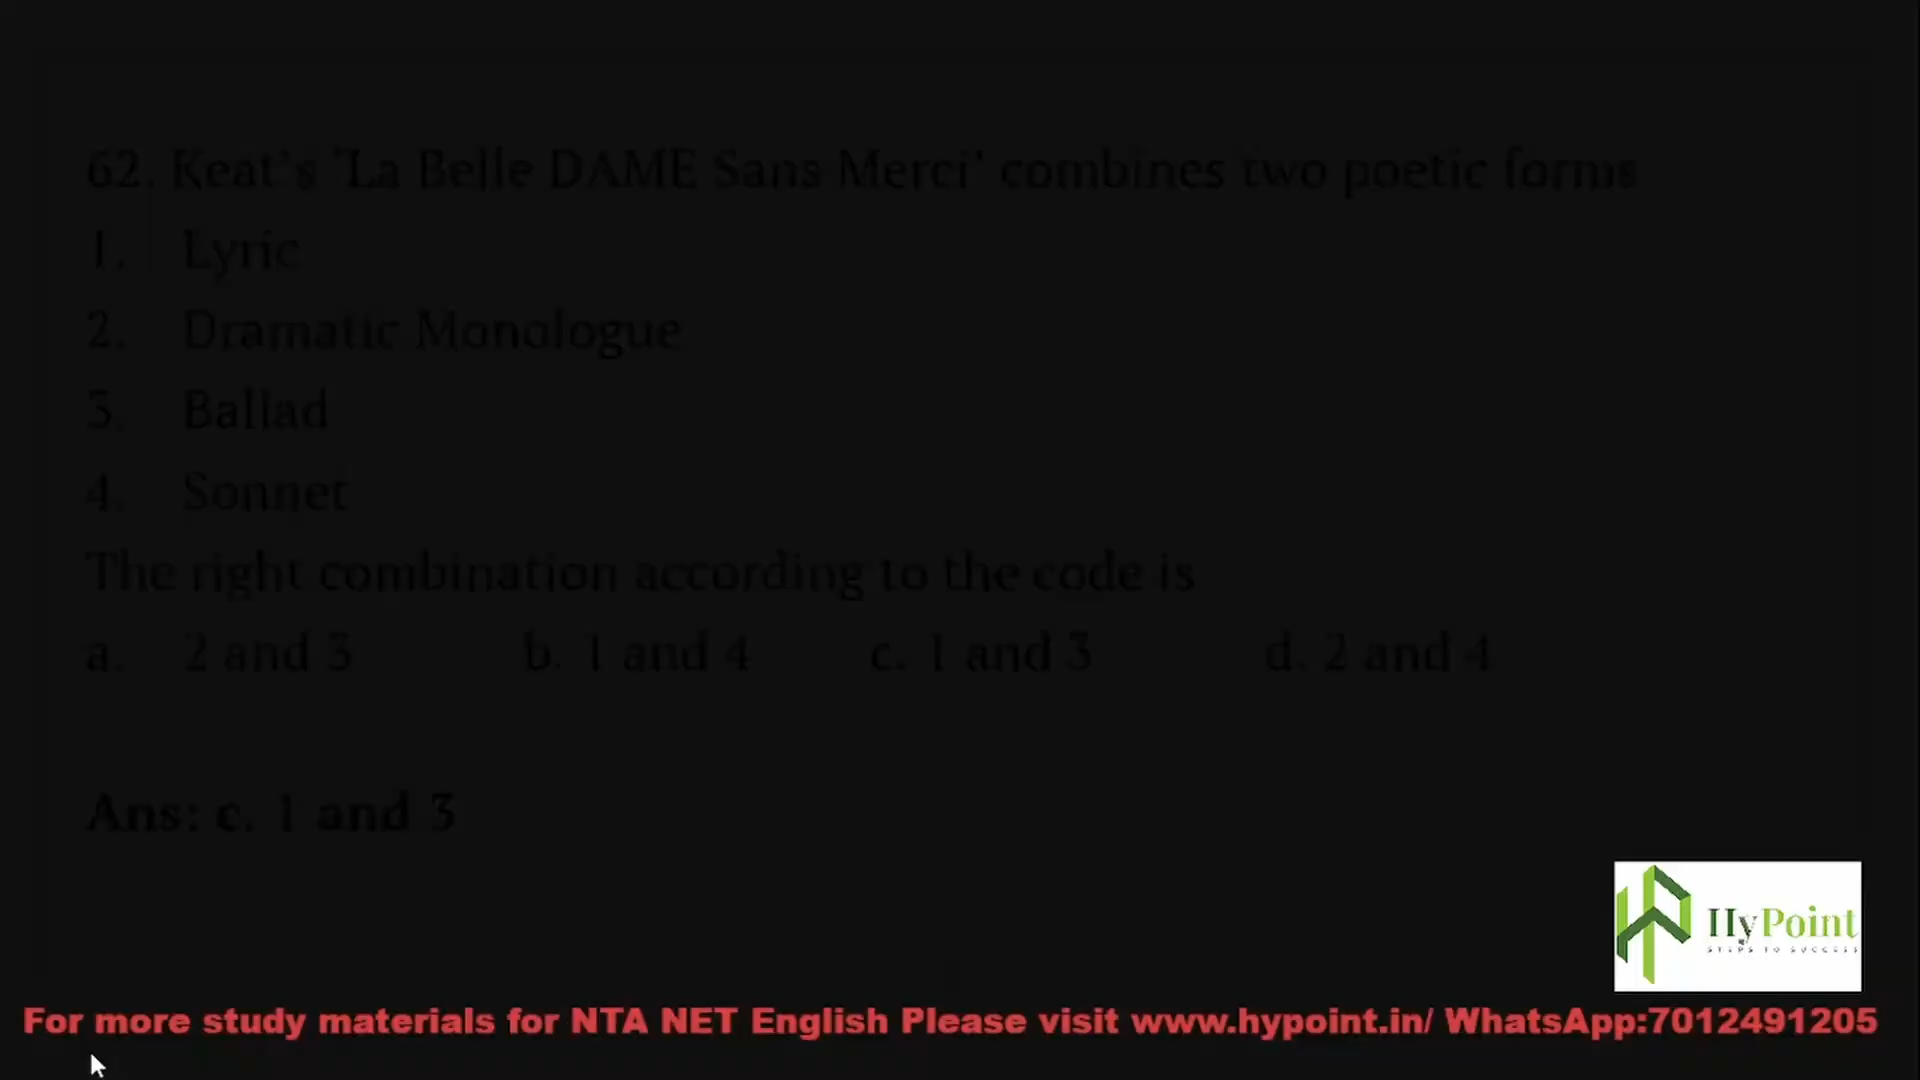 62. Keat's 'La Belle DAME Sans Merci' combines two poetic forms
1. Lyric
2. Dramatic Monologue
3. Ballad
4. Sonnet
The right combination according to the code is
a. 2 and 3 b. 1 and 4 c. 1 and 3 d. 2 and 4
Ans: c. 1 and 3
HyPoint
STEPS TO SUCCESS
For more study materials for NTA NET English Please visit www.hypoint.in/ WhatsApp:7012491205